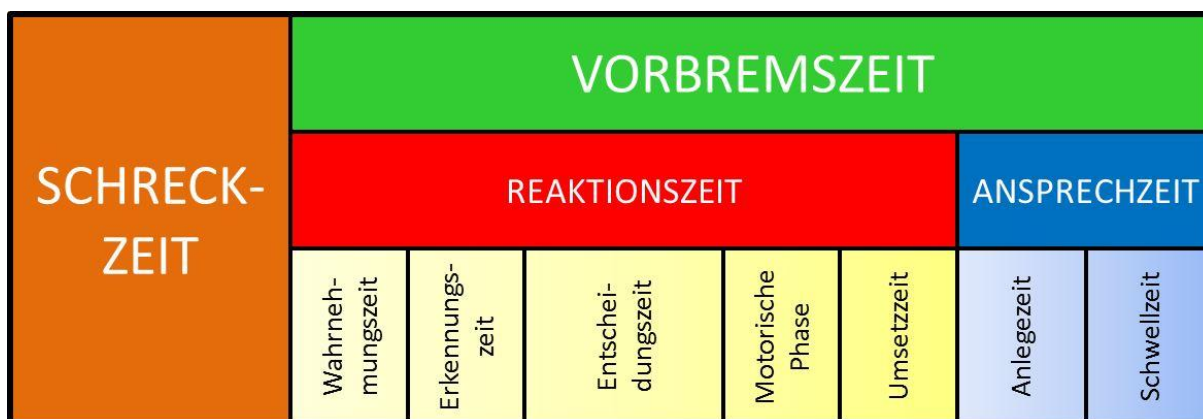 SCHRECK-
ZEIT
VORBREMSZEIT
REAKTIONSZEIT
ANSPRECHZEIT
Wahrneh-
mungszeit
Erkennungs-
zeit
Entschei-
dungszeit
Motorische
Phase
Umsetzzeit
Anlegezeit
Schwellzeit